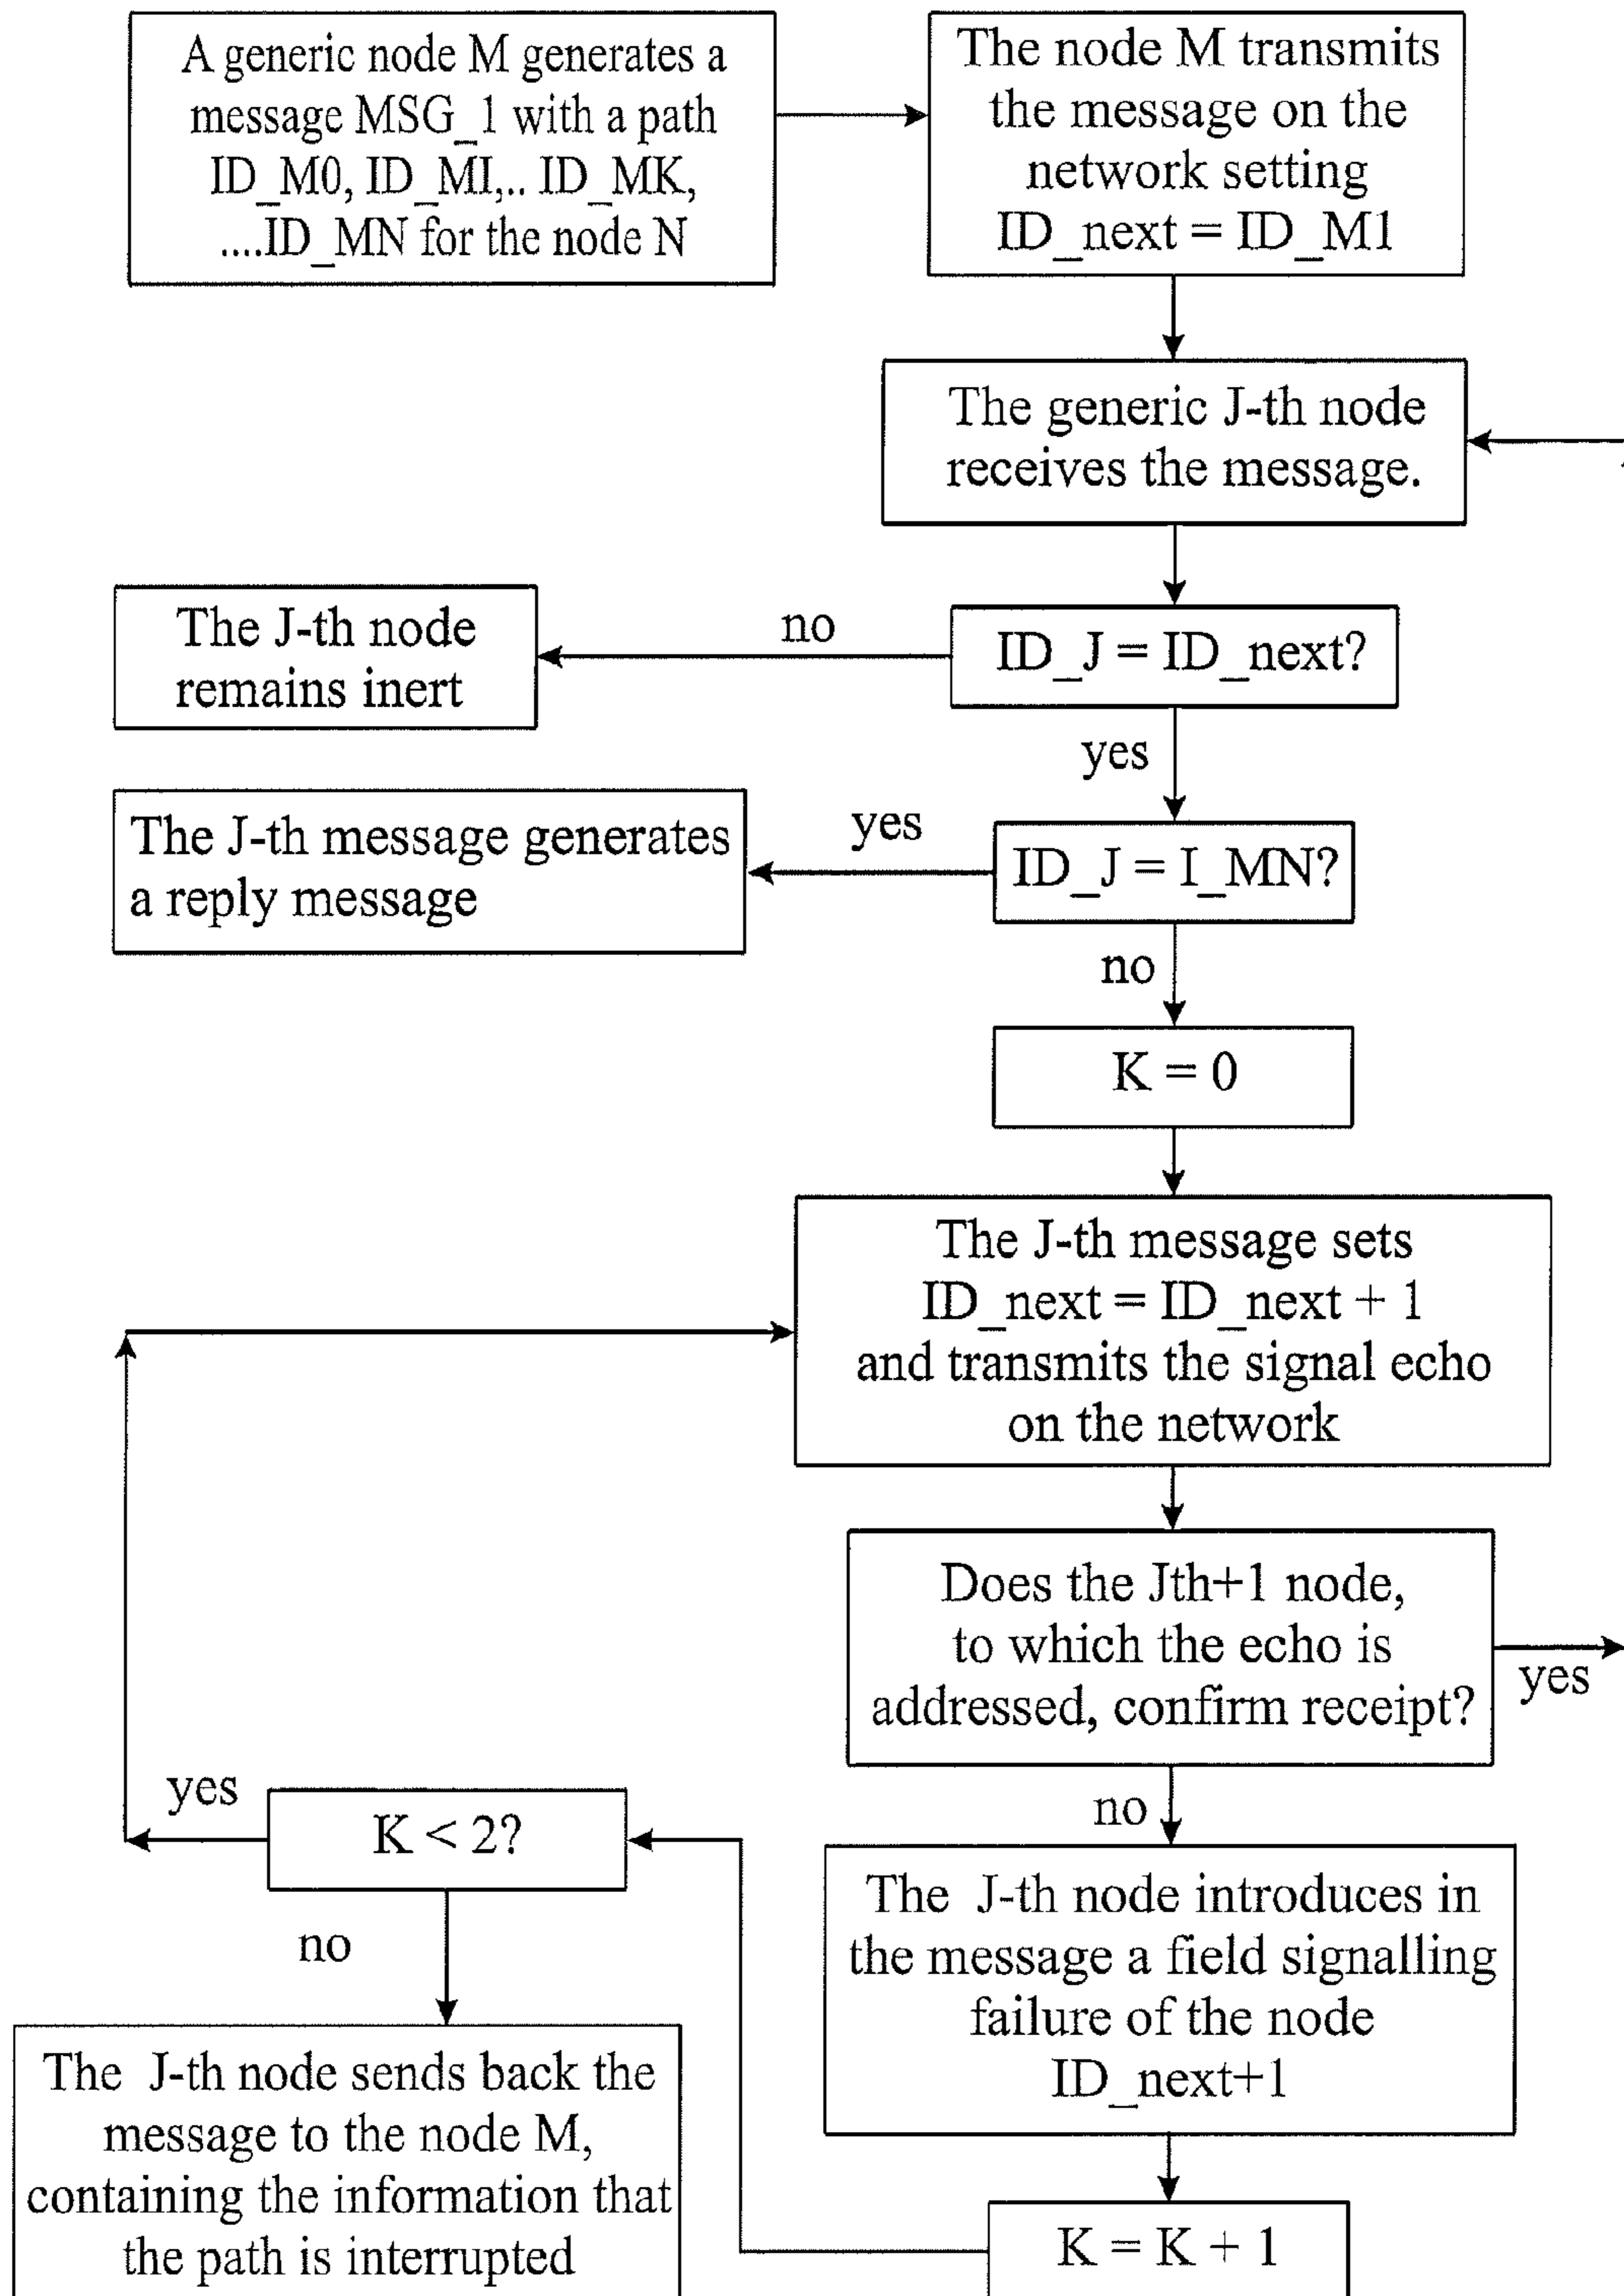 A generic node M generates a
message MSG_1 with a path
ID_M0, ID_MI,.. ID_MK,
....ID_MN for the node N
The node M transmits
the message on the
network setting
ID_next = ID_M1
The generic J-th node
receives the message.
ID_J = ID_next?
no
The J-th node
remains inert
yes
ID_J = I_MN?
yes
The J-th message generates
a reply message
no
K = 0
The J-th message sets
ID_next = ID_next + 1
and transmits the signal echo
on the network
Does the Jth+1 node,
to which the echo is
addressed, confirm receipt?
yes
no
The J-th node introduces in
the message a field signalling
failure of the node
ID_next+1
K = K + 1
K < 2?
yes
no
The J-th node sends back the
message to the node M,
containing the information that
the path is interrupted